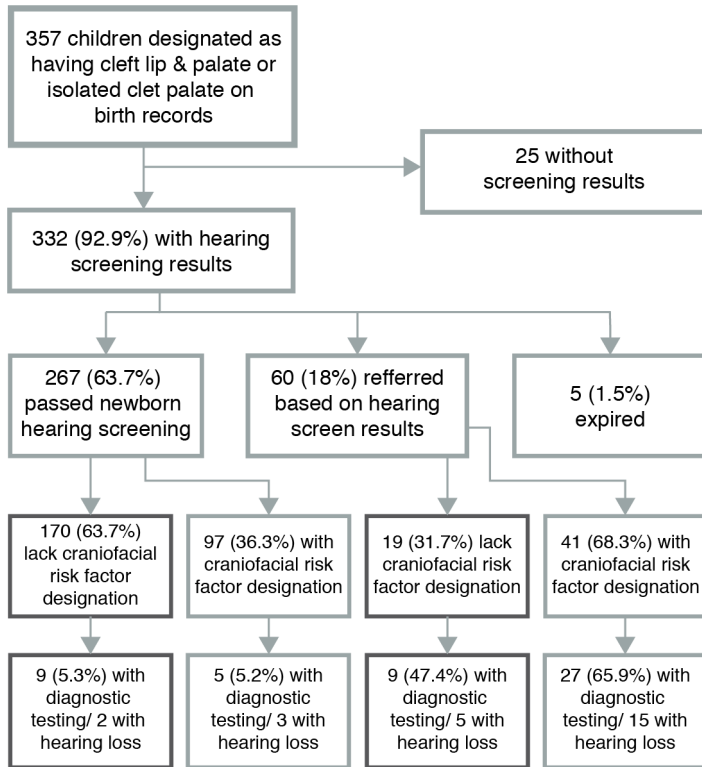 357 children designated as
having cleft lip & palate or
isolated clet palate on
birth records
25 without
screening results
332 (92.9%) with hearing
screening results
267 (63.7%)
passed newborn
hearing screening
60 (18%) refferred
based on hearing
screen results
5 (1.5%)
expired
170 (63.7%)
lack craniofacial
risk factor
designation
97 (36.3%) with
craniofacial risk
factor designation
19 (31.7%) lack
craniofacial risk
factor designation
41 (68.3%) with
craniofacial risk
factor designation
9 (5.3%) with
diagnostic
testing/ 2 with
hearing loss
5 (5.2%) with
diagnostic
testing/ 3 with
hearing loss
9 (47.4%) with
diagnostic
testing/ 5 with
hearing loss
27 (65.9%) with
diagnostic
testing/ 15 with
hearing loss